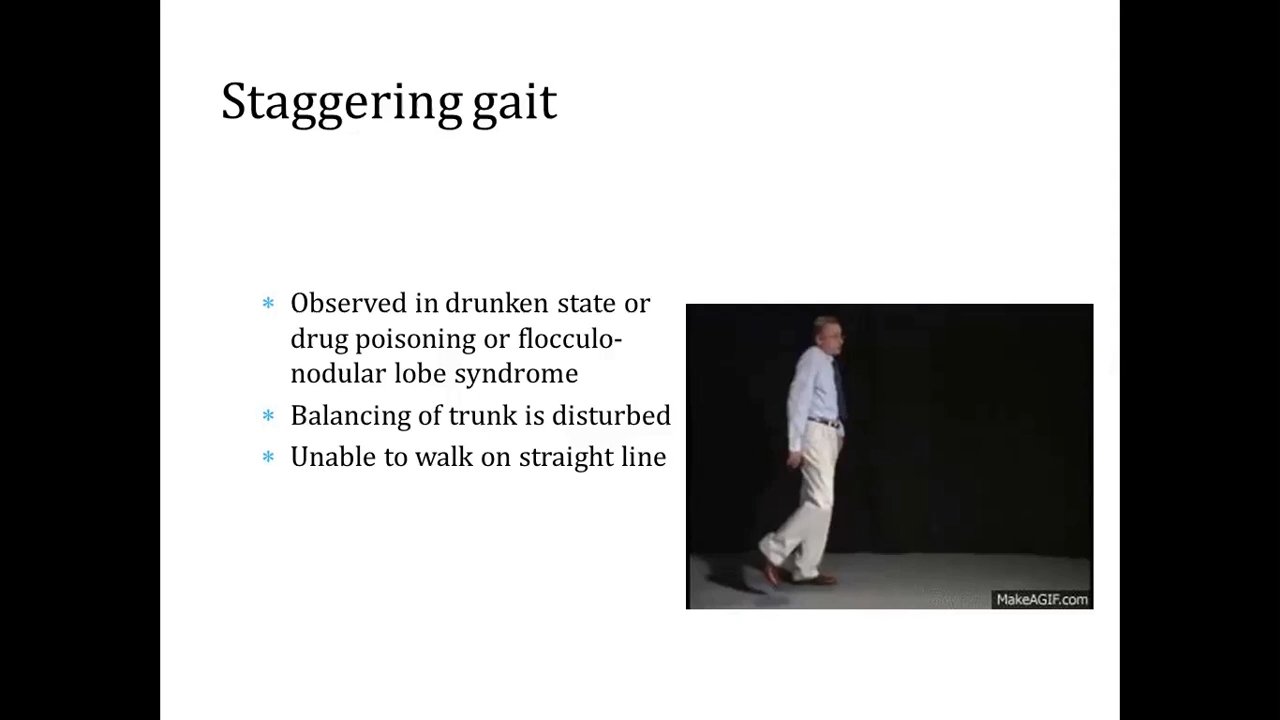 Staggering gait
* Observed in drunken state or
drug poisoning or flocculo-
nodular lobe syndrome
* Balancing of trunk is disturbed
* Unable to walk on straight line
MakeAGIF.com